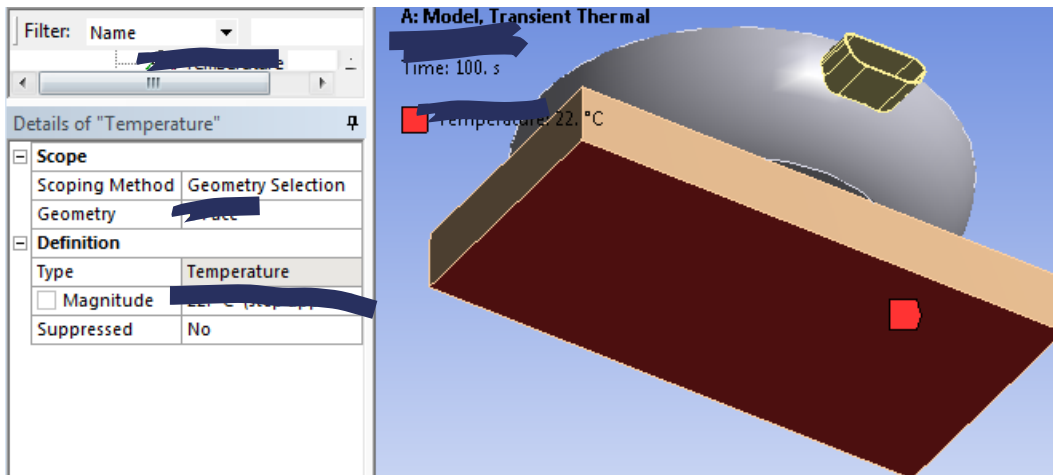 Filter: Name
Details of "Temperature"
Scope
Scoping Method Geometry Selection
Geometry
Definition
Type Temperature
Magnitude
Suppressed No
A: Model, Transient Thermal
Time: 100. s
Temperature: 22. °C